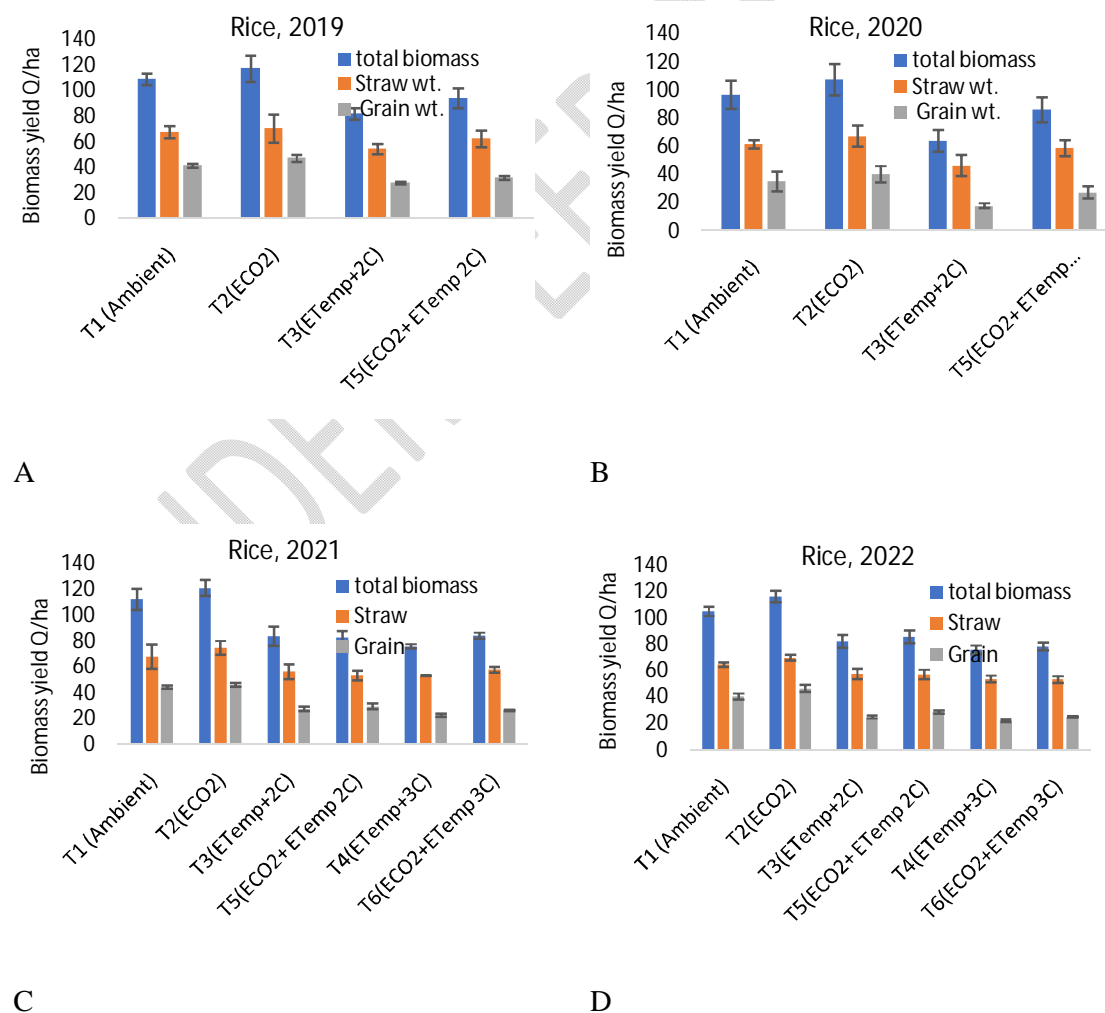 Rice, 2019
Biomass yield Q/ha
140
120
100
80
60
40
20
0
total biomass
Straw wt.
Grain wt.
T1 (Ambient)
T2(ECO2)
T3(ETemp+2C)
T5(ECO2+ ETemp 2C)
A
Rice, 2020
Biomass yield Q/ha
140
120
100
80
60
40
20
0
total biomass
Straw wt.
Grain wt.
T1 (Ambient)
T2(ECO2)
T3(ETemp+2C)
T5(ECO2+ ETemp...
B
Rice, 2021
Biomass yield Q/ha
140
120
100
80
60
40
20
0
total biomass
Straw
Grain
T1 (Ambient)
T2(ECO2)
T3(ETemp+2C)
T5(ECO2+ ETemp 2C)
T4(ETemp+3C)
T6(ECO2+ETemp3C)
C
Rice, 2022
Biomass yield Q/ha
140
120
100
80
60
40
20
0
total biomass
Straw
Grain
T1 (Ambient)
T2(ECO2)
T3(ETemp+2C)
T5(ECO2+ ETemp 2C)
T4(ETemp+3C)
T6(ECO2+ETemp 3C)
D